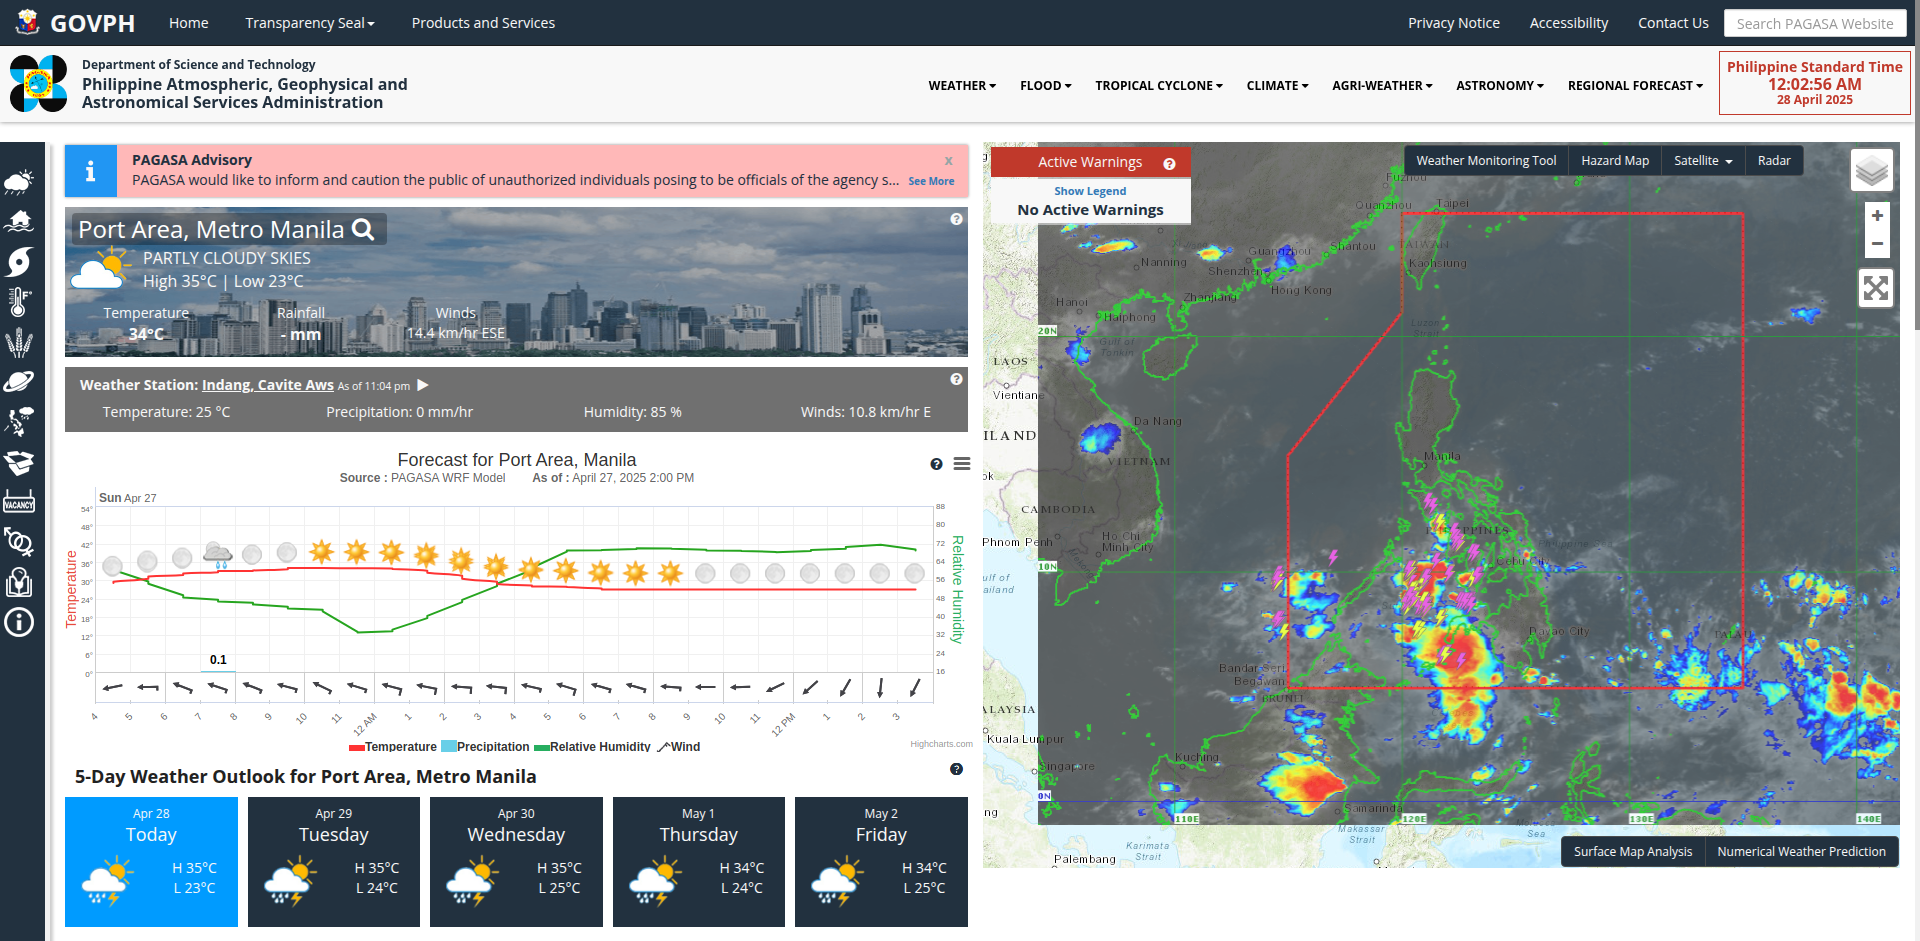 GOVPH
Home
Transparency Seal
Products and Services
Privacy Notice
Accessibility
Contact Us
Search PAGASA Website
Department of Science and Technology
Philippine Atmospheric, Geophysical and
Astronomical Services Administration
WEATHER
FLOOD
TROPICAL CYCLONE
CLIMATE
AGRI-WEATHER
ASTRONOMY
REGIONAL FORECAST
Philippine Standard Time
12:02:56 AM
28 April 2025
PAGASA Advisory
x
PAGASA would like to inform and caution the public of unauthorized individuals posing to be officials of the agency s...
See More
Port Area, Metro Manila
PARTLY CLOUDY SKIES
High 35°C | Low 23°C
Temperature
34°C
Rainfall
- mm
Winds
14.4 km/hr ESE
Weather Station: Indang, Cavite Aws As of 11:04 pm
Temperature: 25 °C
Precipitation: 0 mm/hr
Humidity: 85 %
Winds: 10.8 km/hr E
Forecast for Port Area, Manila
Source : PAGASA WRF Model
As of : April 27, 2025 2:00 PM
Sun Apr 27
54°
48°
42°
36°
30°
24°
18°
12°
6°
0°
Temperature
88
80
72
64
56
48
40
32
24
16
Relative Humidity
0.1
4
5
6
7
8
9
10
11
12 AM
1
2
3
4
5
6
7
8
9
10
11
12 PM
1
2
3
Temperature
Precipitation
Relative Humidity
Wind
Highcharts.com
5-Day Weather Outlook for Port Area, Metro Manila
Apr 28
Today
H 35°C
L 23°C
Apr 29
Tuesday
H 35°C
L 24°C
Apr 30
Wednesday
H 35°C
L 25°C
May 1
Thursday
H 34°C
L 24°C
May 2
Friday
H 34°C
L 25°C
VACANCY
Active Warnings
Show Legend
No Active Warnings
Weather Monitoring Tool
Hazard Map
Satellite
Radar
+
−
Fuzhou
Quanzhou
Taipei
TAIWAN
Kaohsiung
Shantou
Guangzhou
Shenzhen
Hong Kong
Nanning
Zhanjiang
Hanoi
Haiphong
Gulf of
Tonkin
Luzon
Strait
20N
LAOS
Vientiane
ILAND
ok
Da Nang
VIETNAM
Manila
CAMBODIA
Phnom Penh
Ho Chi
Minh City
PHILIPPINES
Philippine
Cebu City
10N
ulf of
ailand
Davao City
PALAU
Bandar Seri
Begawan
BRUNEI
ALAYSIA
Kuala Lumpur
Kuching
Singapore
0N
ng
Samarinda
110E
120E
130E
140E
Makassar
Strait
Sea
Karimata
Strait
Palembang
Surface Map Analysis
Numerical Weather Prediction